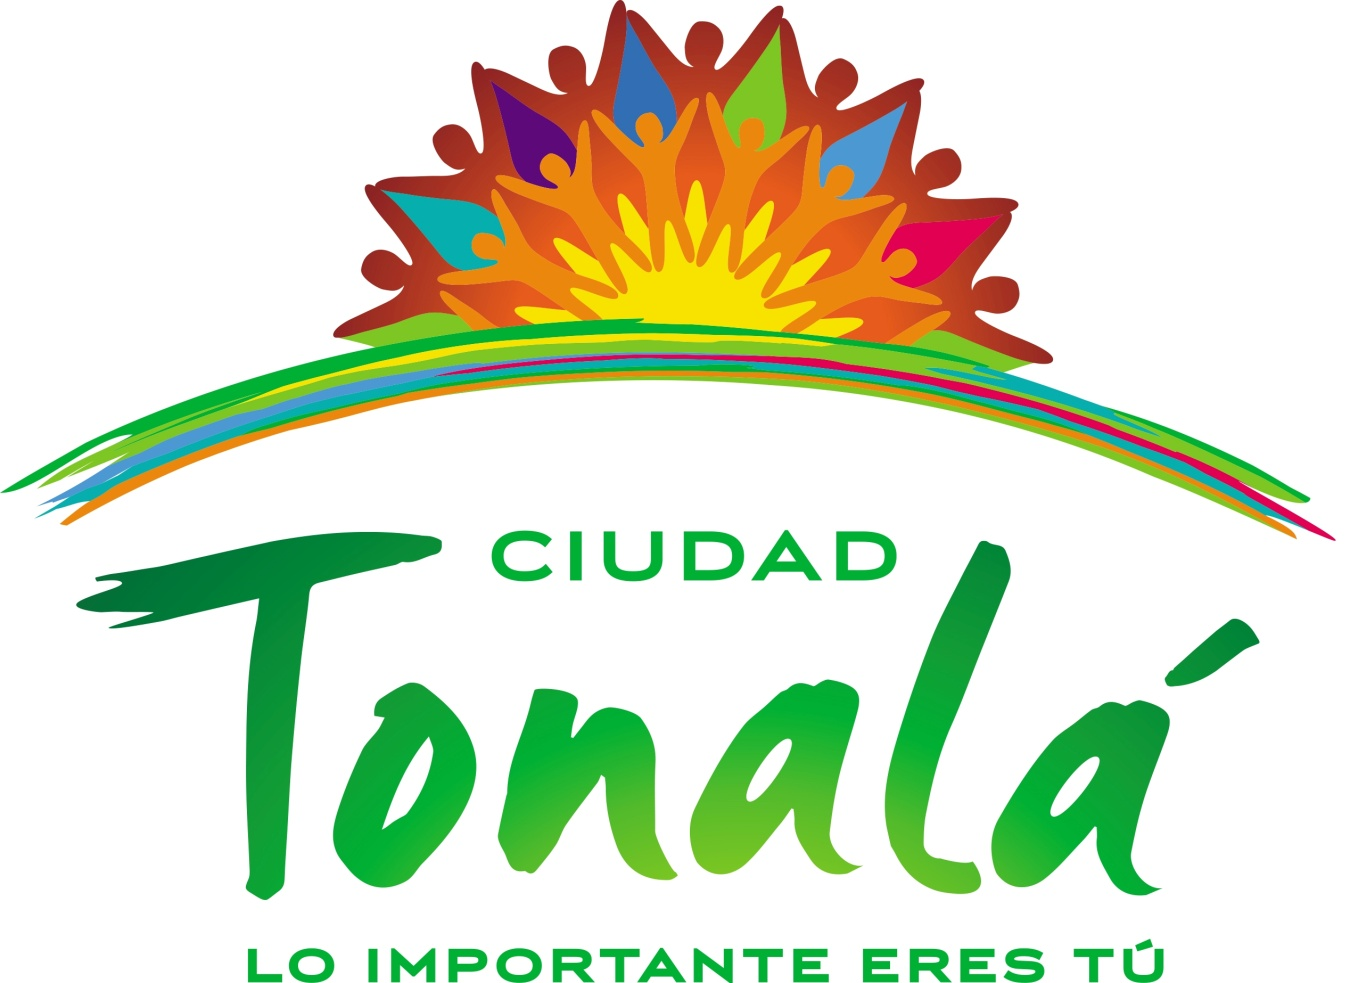 CIUDAD
Tonalá
LO IMPORTANTE ERES TÚ